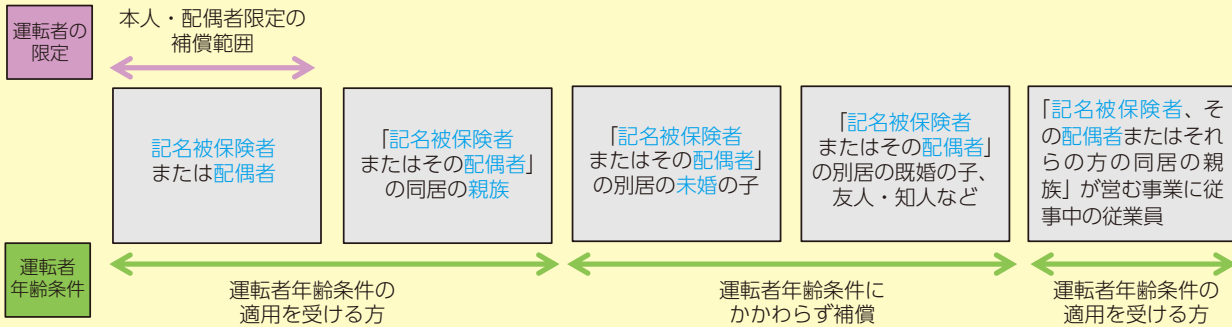 運転者の
限定
本人・配偶者限定の
補償範囲
記名被保険者
または配偶者
「記名被保険者
またはその配偶者」
の同居の親族
「記名被保険者
またはその配偶者」
の別居の未婚の子
「記名被保険者
またはその配偶者」
の別居の既婚の子、
友人・知人など
「記名被保険者、そ
の配偶者またはそれ
らの方の同居の親
族」が営む事業に従
事中の従業員
運転者
年齢条件
運転者年齢条件の
適用を受ける方
運転者年齢条件に
かかわらず補償
運転者年齢条件の
適用を受ける方